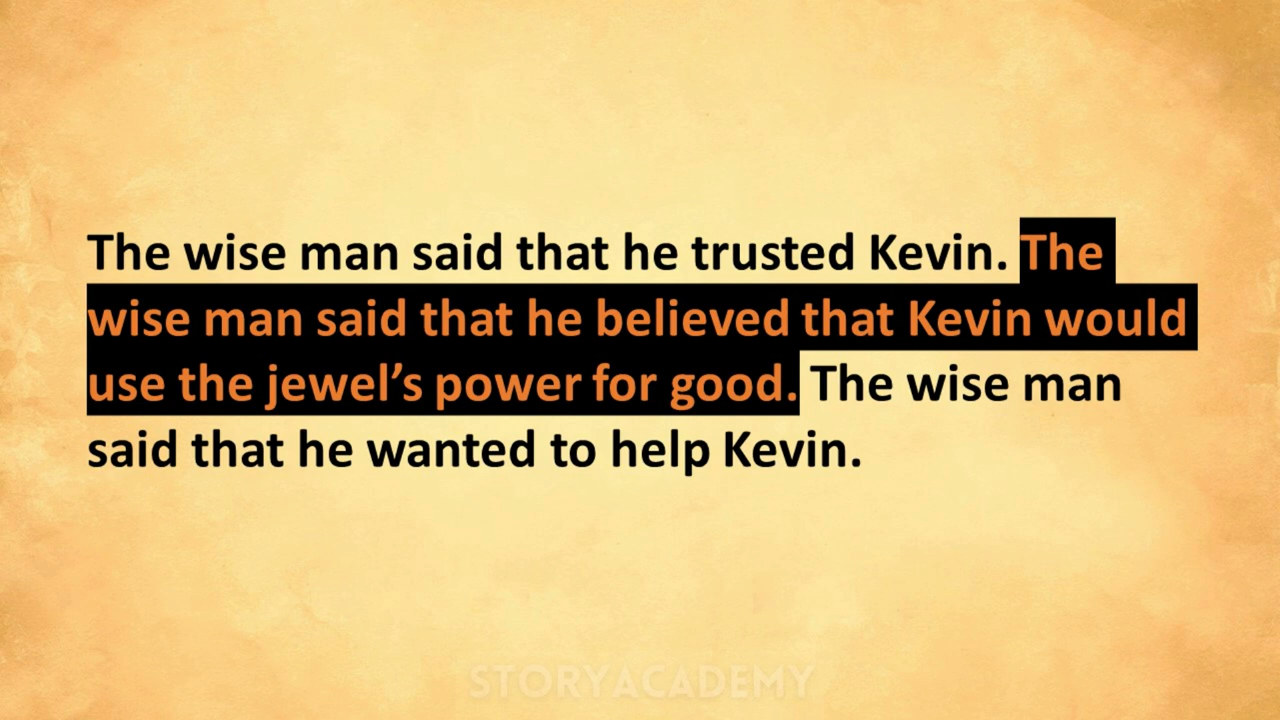 The wise man said that he trusted Kevin. The
wise man said that he believed that Kevin would
use the jewel’s power for good. The wise man
said that he wanted to help Kevin.
STORYACADEMY